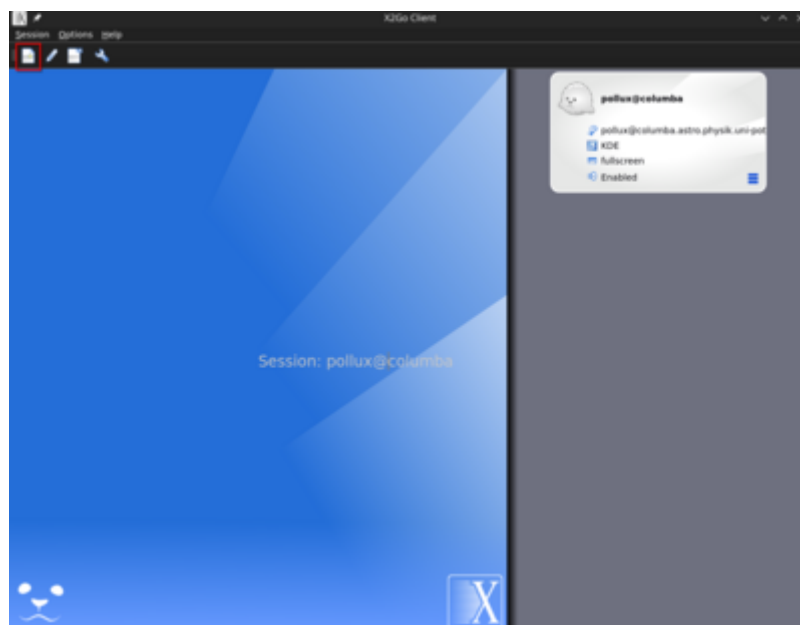 X2Go Client
Session Options Help
pollux@columba
pollux@columba.astro.physik.uni-pot
KDE
fullscreen
Enabled
Session: pollux@columba
X